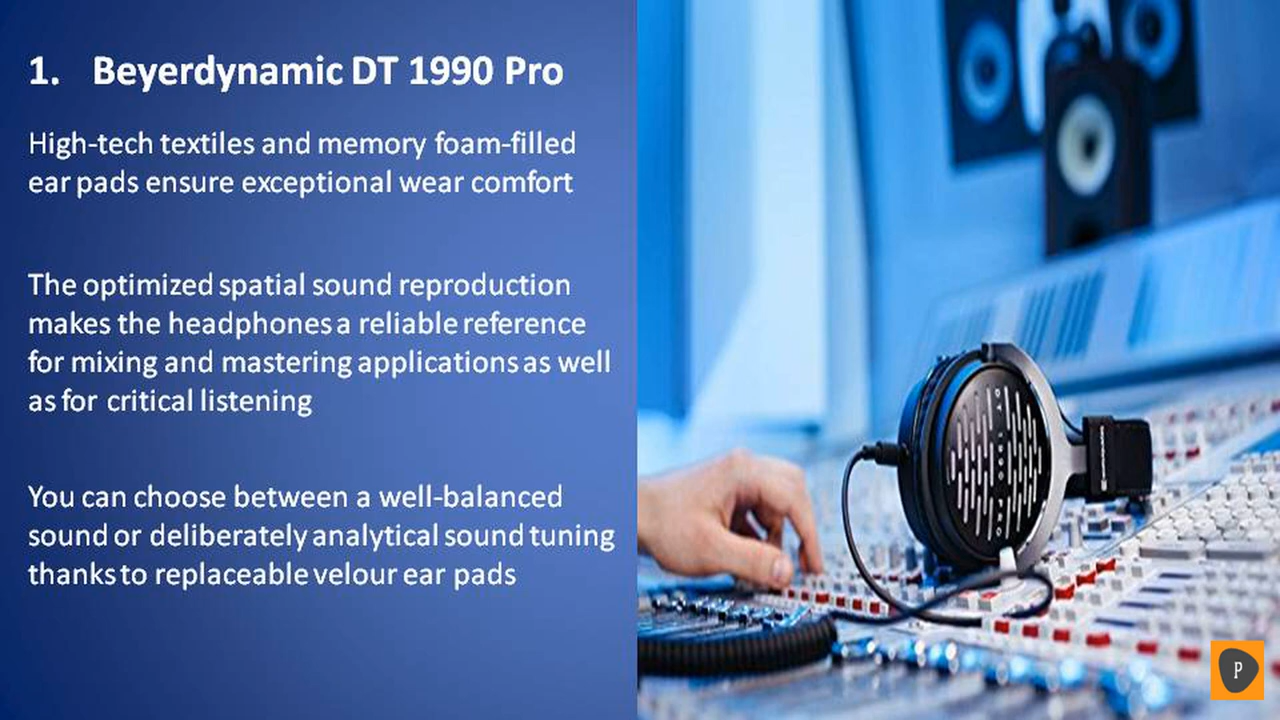 1. Beyerdynamic DT 1990 Pro
High-tech textiles and memory foam-filled
ear pads ensure exceptional wear comfort
The optimized spatial sound reproduction
makes the headphones a reliable reference
for mixing and mastering applications as well
as for critical listening
You can choose between a well-balanced
sound or deliberately analytical sound tuning
thanks to replaceable velour ear pads
DT 1990 PRO
P